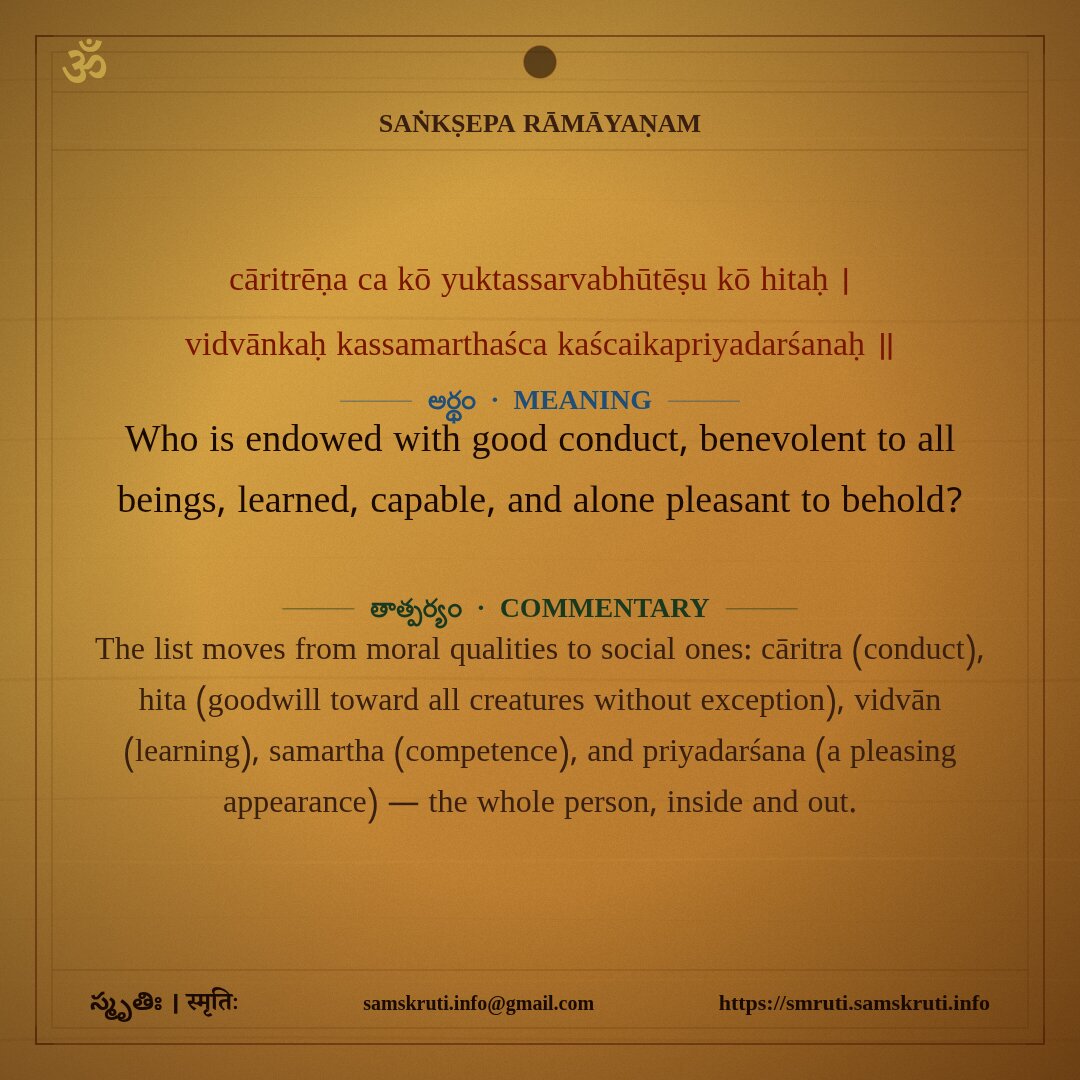 ॐ
SAṄKṢEPA RĀMĀYAṆAM
cāritrēṇa ca kō yuktassarvabhūtēṣu kō hitaḥ |
vidvānkaḥ kassamarthaśca kaścaikapriyadarśanaḥ ||
అర్థం · MEANING
Who is endowed with good conduct, benevolent to all
beings, learned, capable, and alone pleasant to behold?
తాత్పర్యం · COMMENTARY
The list moves from moral qualities to social ones: cāritra (conduct),
hita (goodwill toward all creatures without exception), vidvān
(learning), samartha (competence), and priyadarśana (a pleasing
appearance) — the whole person, inside and out.
స్మృతిః | स्मृतिः samskruti.info@gmail.com https://smruti.samskruti.info